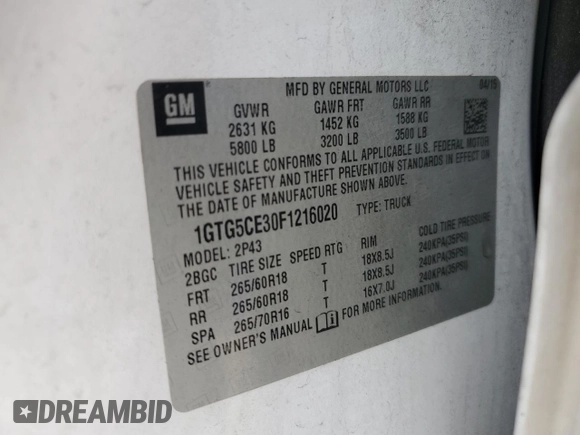 GM
MFD BY GENERAL MOTORS LLC 04/15
GVWR GAWR FRT GAWR RR
2631 KG 1452 KG 1588 KG
5800 LB 3200 LB 3500 LB
THIS VEHICLE CONFORMS TO ALL APPLICABLE U.S. FEDERAL MOTOR
VEHICLE SAFETY AND THEFT PREVENTION STANDARDS IN EFFECT ON
THE DATE OF MANUFACTURE SHOWN ABOVE.
1GTG5CE30F1216020 TYPE: TRUCK
MODEL: 2P43
2BGC TIRE SIZE SPEED RTG RIM COLD TIRE PRESSURE
FRT 265/60R18 T 18X8.5J 240KPA(35PSI)
RR 265/60R18 T 18X8.5J 240KPA(35PSI)
SPA 265/70R16 T 16X7.0J 240KPA(35PSI)
SEE OWNER'S MANUAL FOR MORE INFORMATION.
DREAMBID